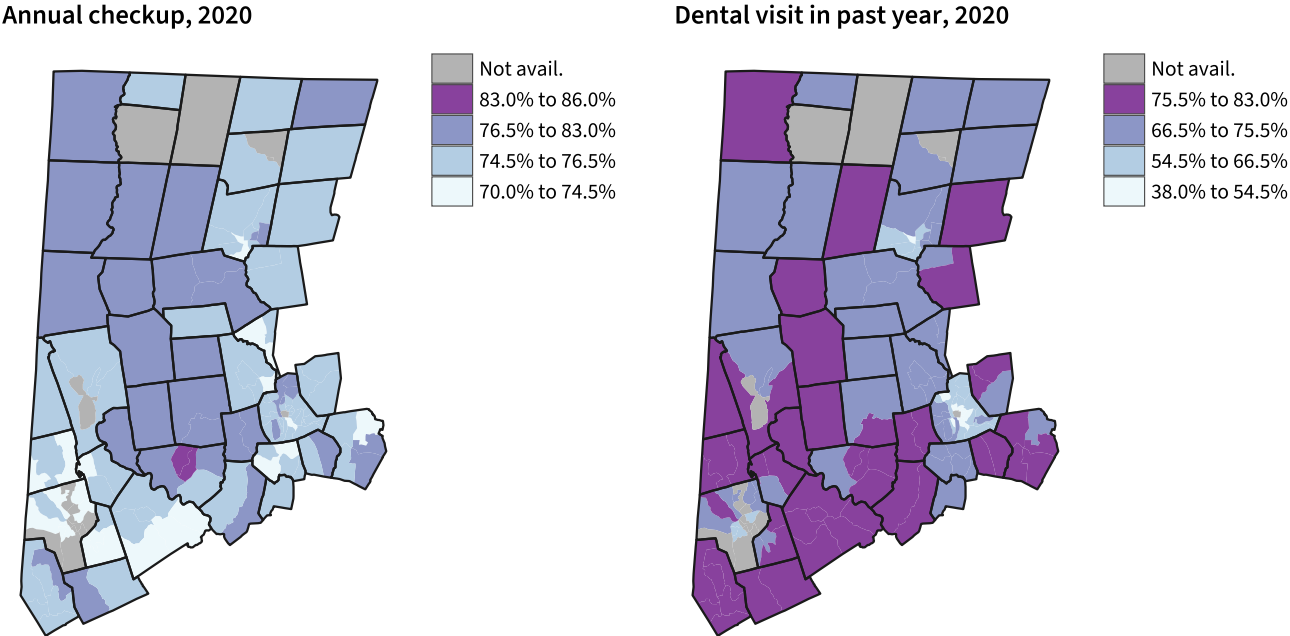 Annual checkup, 2020
Not avail.
83.0% to 86.0%
76.5% to 83.0%
74.5% to 76.5%
70.0% to 74.5%
Dental visit in past year, 2020
Not avail.
75.5% to 83.0%
66.5% to 75.5%
54.5% to 66.5%
38.0% to 54.5%